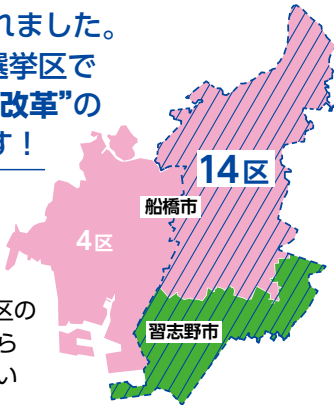 れました。
選挙区で
改革”の
す！
14区
船橋市
4区
区の
習志野市
ら
い